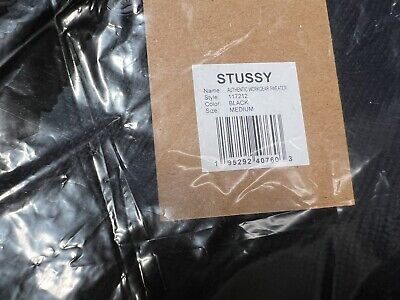 STUSSY
Name: AUTHENTIC WORKGEAR SWEATER
Style: 117212
Color: BLACK
Size: MEDIUM
1 95292 40760 3